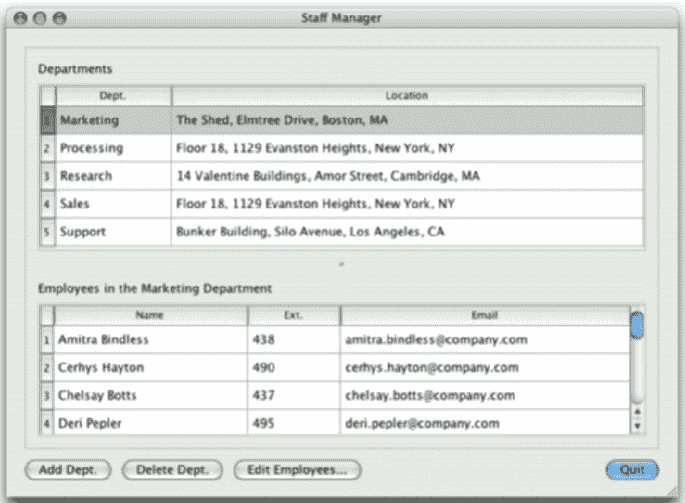 Staff Manager
Departments
Dept. Location
1 Marketing The Shed, Elmtree Drive, Boston, MA
2 Processing Floor 18, 1129 Evanston Heights, New York, NY
3 Research 14 Valentine Buildings, Amor Street, Cambridge, MA
4 Sales Floor 18, 1129 Evanston Heights, New York, NY
5 Support Bunker Building, Silo Avenue, Los Angeles, CA
Employees in the Marketing Department
Name Ext. Email
1 Amitra Bindless 438 amitra.bindless@company.com
2 Cerhys Hayton 490 cerhys.hayton@company.com
3 Chelsay Botts 437 chelsay.botts@company.com
4 Deri Pepler 495 deri.pepler@company.com
Add Dept. Delete Dept. Edit Employees... Quit